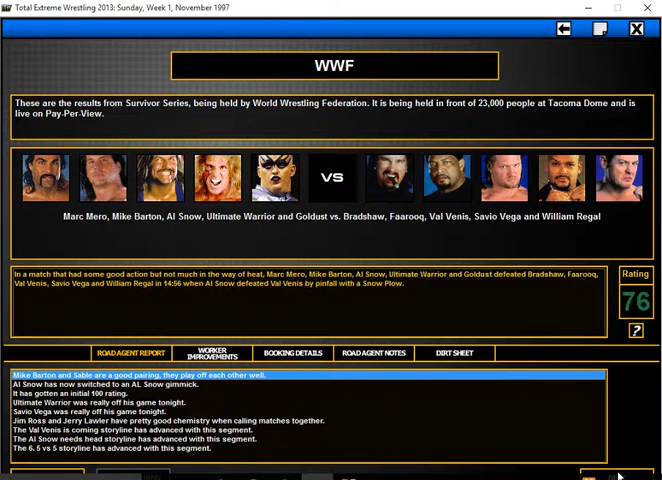 Total Extreme Wrestling 2013: Sunday, Week 1, November 1997
WWF
These are the results from Survivor Series, being held by World Wrestling Federation. It is being held in front of 23,000 people at Tacoma Dome and is
live on Pay-Per-View.
VS
Marc Mero, Mike Barton, Al Snow, Ultimate Warrior and Goldust vs. Bradshaw, Faarooq, Val Venis, Savio Vega and William Regal
In a match that had some good action but not much in the way of heat, Marc Mero, Mike Barton, Al Snow, Ultimate Warrior and Goldust defeated Bradshaw, Faarooq,
Val Venis, Savio Vega and William Regal in 14:56 when Al Snow defeated Val Venis by pinfall with a Snow Plow.
Rating
76
?
ROAD AGENT REPORT
WORKER
IMPROVEMENTS
BOOKING DETAILS
ROAD AGENT NOTES
DIRT SHEET
Mike Barton and Sable are a good pairing, they play off each other well.
Al Snow has now switched to an AL Snow gimmick.
It has gotten an initial 100 rating.
Ultimate Warrior was really off his game tonight.
Savio Vega was really off his game tonight.
Jim Ross and Jerry Lawler have pretty good chemistry when calling matches together.
The Val Venis is coming storyline has advanced with this segment.
The Al Snow needs head storyline has advanced with this segment.
The 6. 5 vs 5 storyline has advanced with this segment.